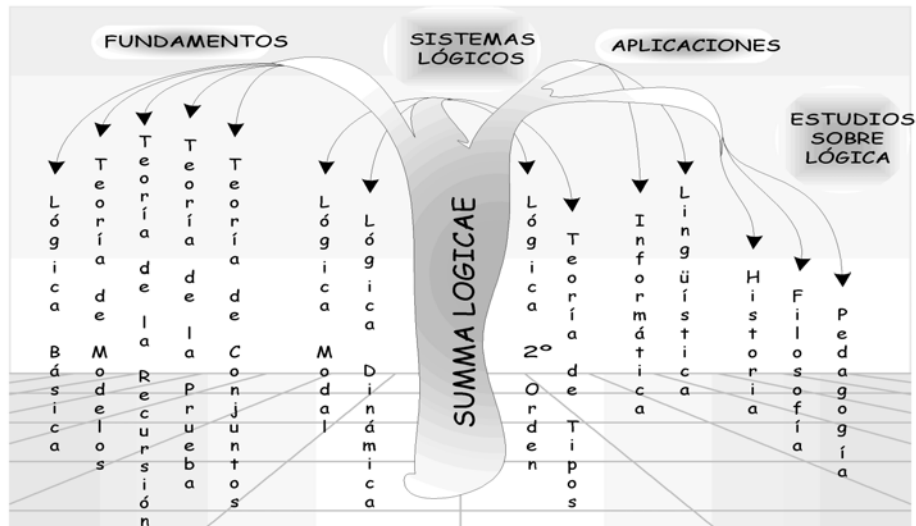 FUNDAMENTOS
SISTEMAS
LÓGICOS
APLICACIONES
ESTUDIOS
SOBRE
LÓGICA
Lógica Básica
Teoría de Modelos
Teoría de la Recursión
Teoría de la Prueba
Teoría de Conjuntos
Lógica Modal
Lógica Dinámica
SUMMA LOGICAE
Lógica 2º Orden
Teoría de Tipos
Informática
Lingüística
Historia
Filosofía
Pedagogía